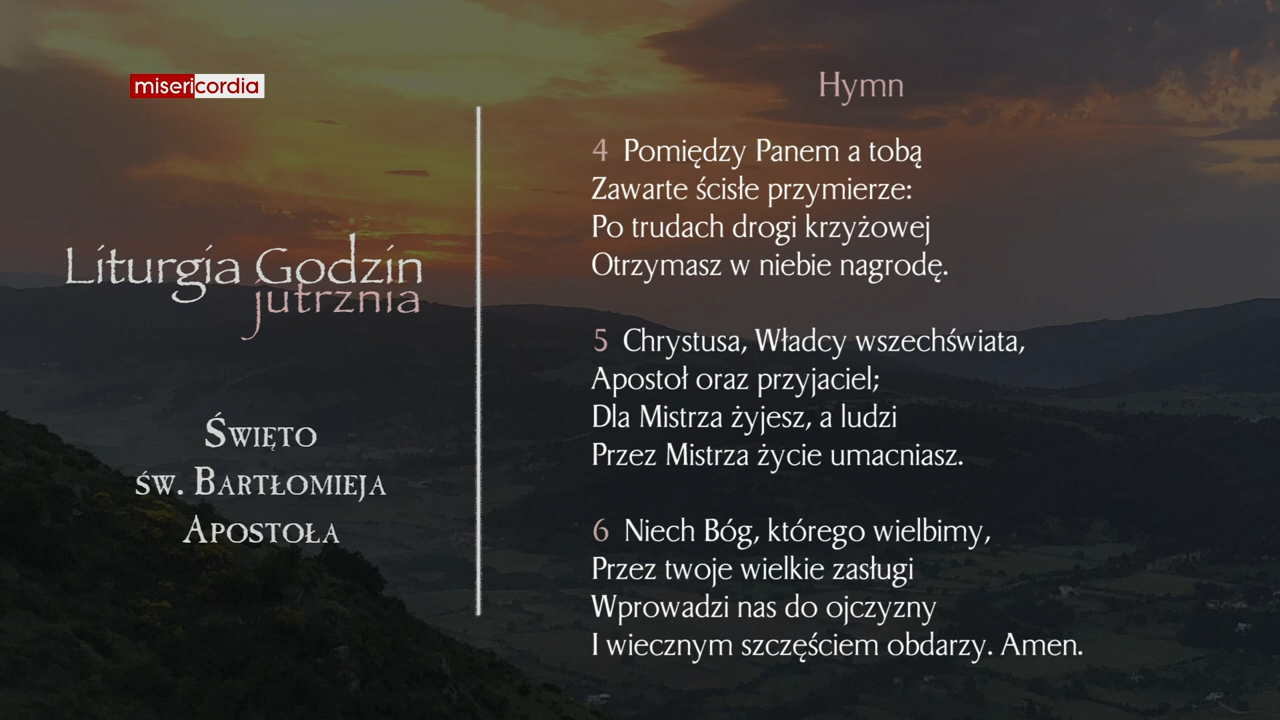 misericordia
Liturgia Godzin
jutrznia
Święto
św. Bartłomieja
Apostoła
Hymn
4 Pomiędzy Panem a tobą
Zawarte ścisłe przymierze:
Po trudach drogi krzyżowej
Otrzymasz w niebie nagrodę.
5 Chrystusa, Władcy wszechświata,
Apostoł oraz przyjaciel;
Dla Mistrza żyjesz, a ludzi
Przez Mistrza życie umacniasz.
6 Niech Bóg, którego wielbimy,
Przez twoje wielkie zasługi
Wprowadzi nas do ojczyzny
I wiecznym szczęściem obdarzy. Amen.